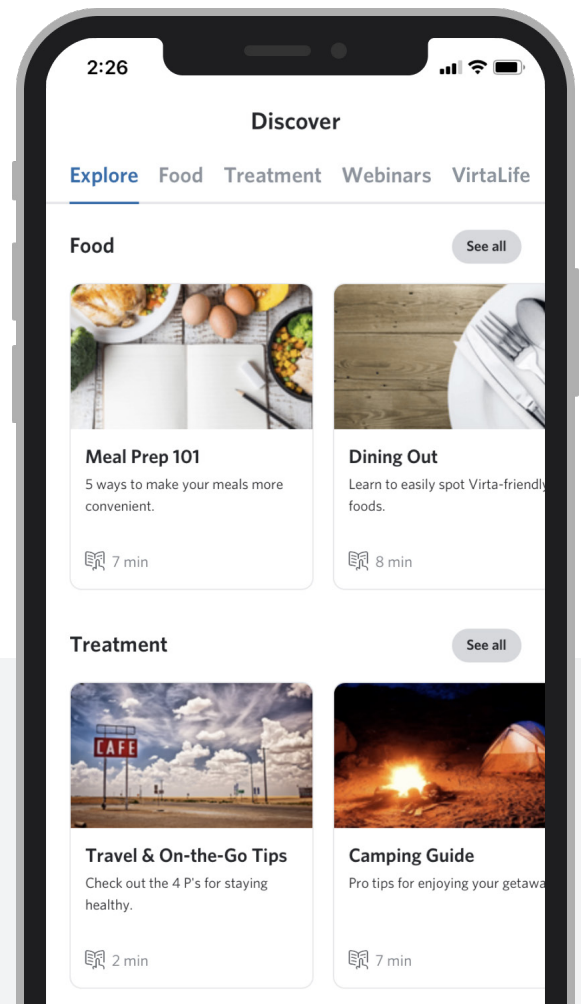 2:26
Discover
Explore Food Treatment Webinars VirtaLife
Food
See all
Meal Prep 101
5 ways to make your meals more
convenient.
7 min
Dining Out
Learn to easily spot Virta-friendly
foods.
8 min
Treatment
See all
CAFE
Travel & On-the-Go Tips
Check out the 4 P's for staying
healthy.
2 min
Camping Guide
Pro tips for enjoying your getawa
7 min